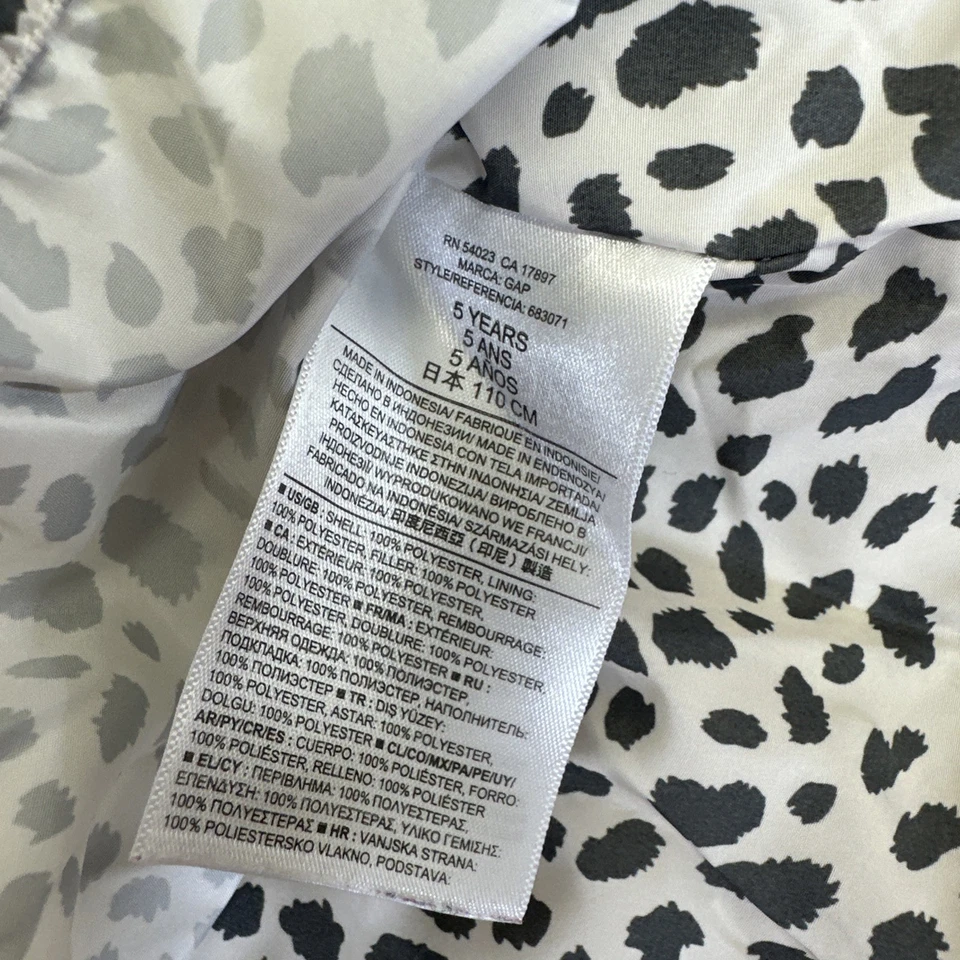 RN 54023 CA 17897
MARCA: GAP
STYLE/REFERENCIA: 683071
5 YEARS
5 ANS
5 AÑOS
日本 110 CM
MADE IN INDONESIA/ FABRIQUE EN INDONISIE/
СДЕЛАНО В ИНДОНЕЗИИ/ MADE IN ENDENOZYA/
HECHO EN INDONESIA CON TELA IMPORTADA/
ΚΑΤΑΣΚΕΥΑΣΤΗΚΕ ΣΤΗΝ ΙΝΔΟΝΗΣΙΑ/ ZEMLJA
PROIZVODNJE INDONEZIJA/ ВИРОБЛЕНО В
ІНДОНЕЗІЇ/ WYPRODUKOWANO WE FRANCJI/
FABRICADO NA INDONÉSIA/ SZÁRMAZÁSI HELY:
INDONÉZIA/ 印度尼西亞 (印尼) 製造
■ US/GB : SHELL: 100% POLYESTER, LINING:
100% POLYESTER, FILLER: 100% POLYESTER
■ CA : EXTÉRIEUR: 100% POLYESTER,
DOUBLURE: 100% POLYESTER, REMBOURRAGE:
100% POLYESTER ■ FR/MA : EXTÉRIEUR:
100% POLYESTER, DOUBLURE: 100% POLYESTER,
REMBOURRAGE: 100% POLYESTER ■ RU :
ВЕРХНЯЯ ОДЕЖДА: 100% ПОЛИЭСТЕР,
ПОДКЛАДКА: 100% ПОЛИЭСТЕР, НАПОЛНИТЕЛЬ:
100% ПОЛИЭСТЕР ■ TR : DIŞ YÜZEY:
100% POLYESTER, ASTAR: 100% POLYESTER,
DOLGU: 100% POLYESTER ■ CL/CO/MX/PA/PE/UY/
AR/PY/CR/ES : CUERPO: 100% POLIÉSTER, FORRO:
100% POLIÉSTER, RELLENO: 100% POLIÉSTER
■ EL/CY : ΠΕΡΙΒΛΗΜΑ: 100% ΠΟΛΥΕΣΤΕΡΑΣ,
ΕΠΕΝΔΥΣΗ: 100% ΠΟΛΥΕΣΤΕΡΑΣ, ΥΛΙΚΟ ΓΕΜΙΣΗΣ:
100% ΠΟΛΥΕΣΤΕΡΑΣ ■ HR : VANJSKA STRANA:
100% POLIESTERSKO VLAKNO, PODSTAVA: